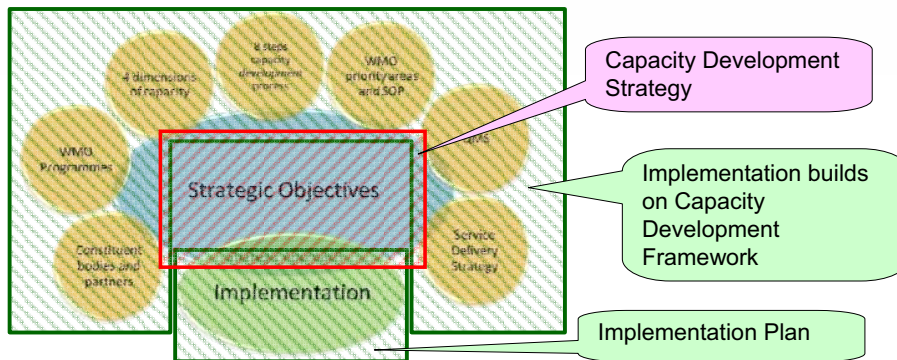 8 steps
capacity
development
process
WMO
priority areas
and SOP
4 dimensions
of capacity
WMO
Programmes
Strategic Objectives
Constituent
bodies and
partners
Service
Delivery
Strategy
Implementation
Capacity Development
Strategy
Implementation builds
on Capacity
Development
Framework
Implementation Plan